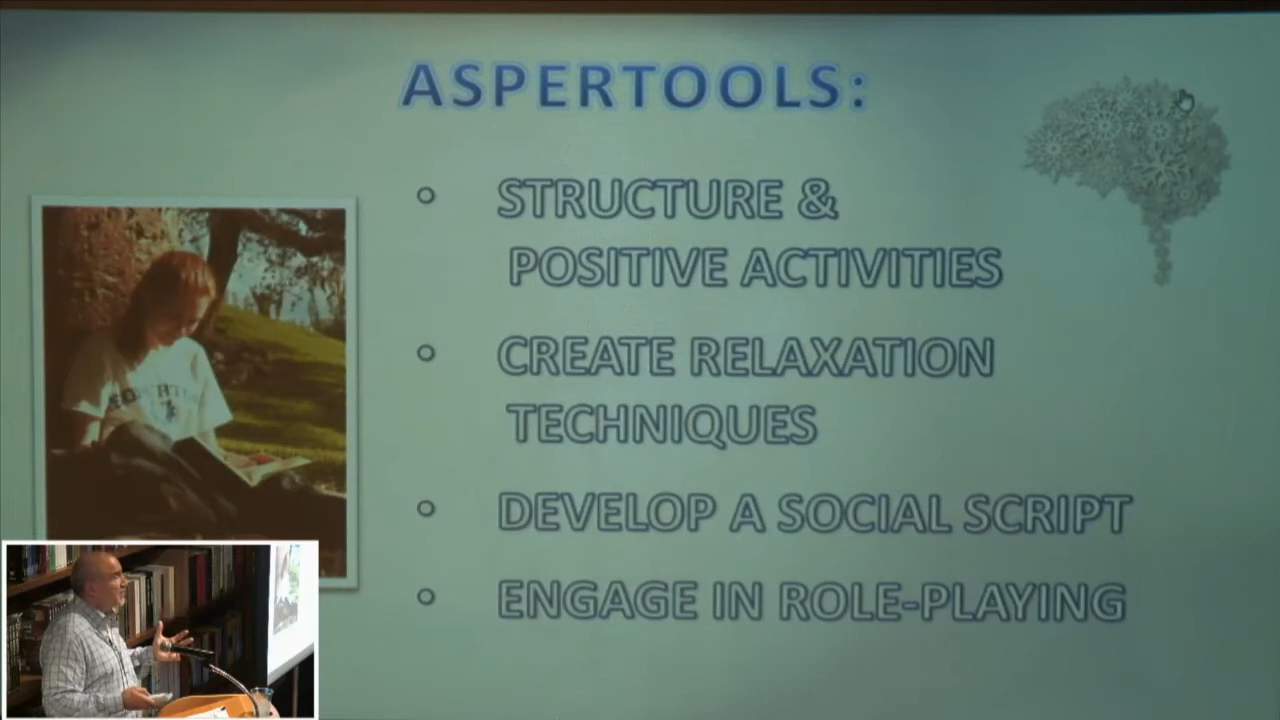 ASPERTOOLS:
STRUCTURE &
POSITIVE ACTIVITIES
CREATE RELAXATION
TECHNIQUES
DEVELOP A SOCIAL SCRIPT
ENGAGE IN ROLE-PLAYING